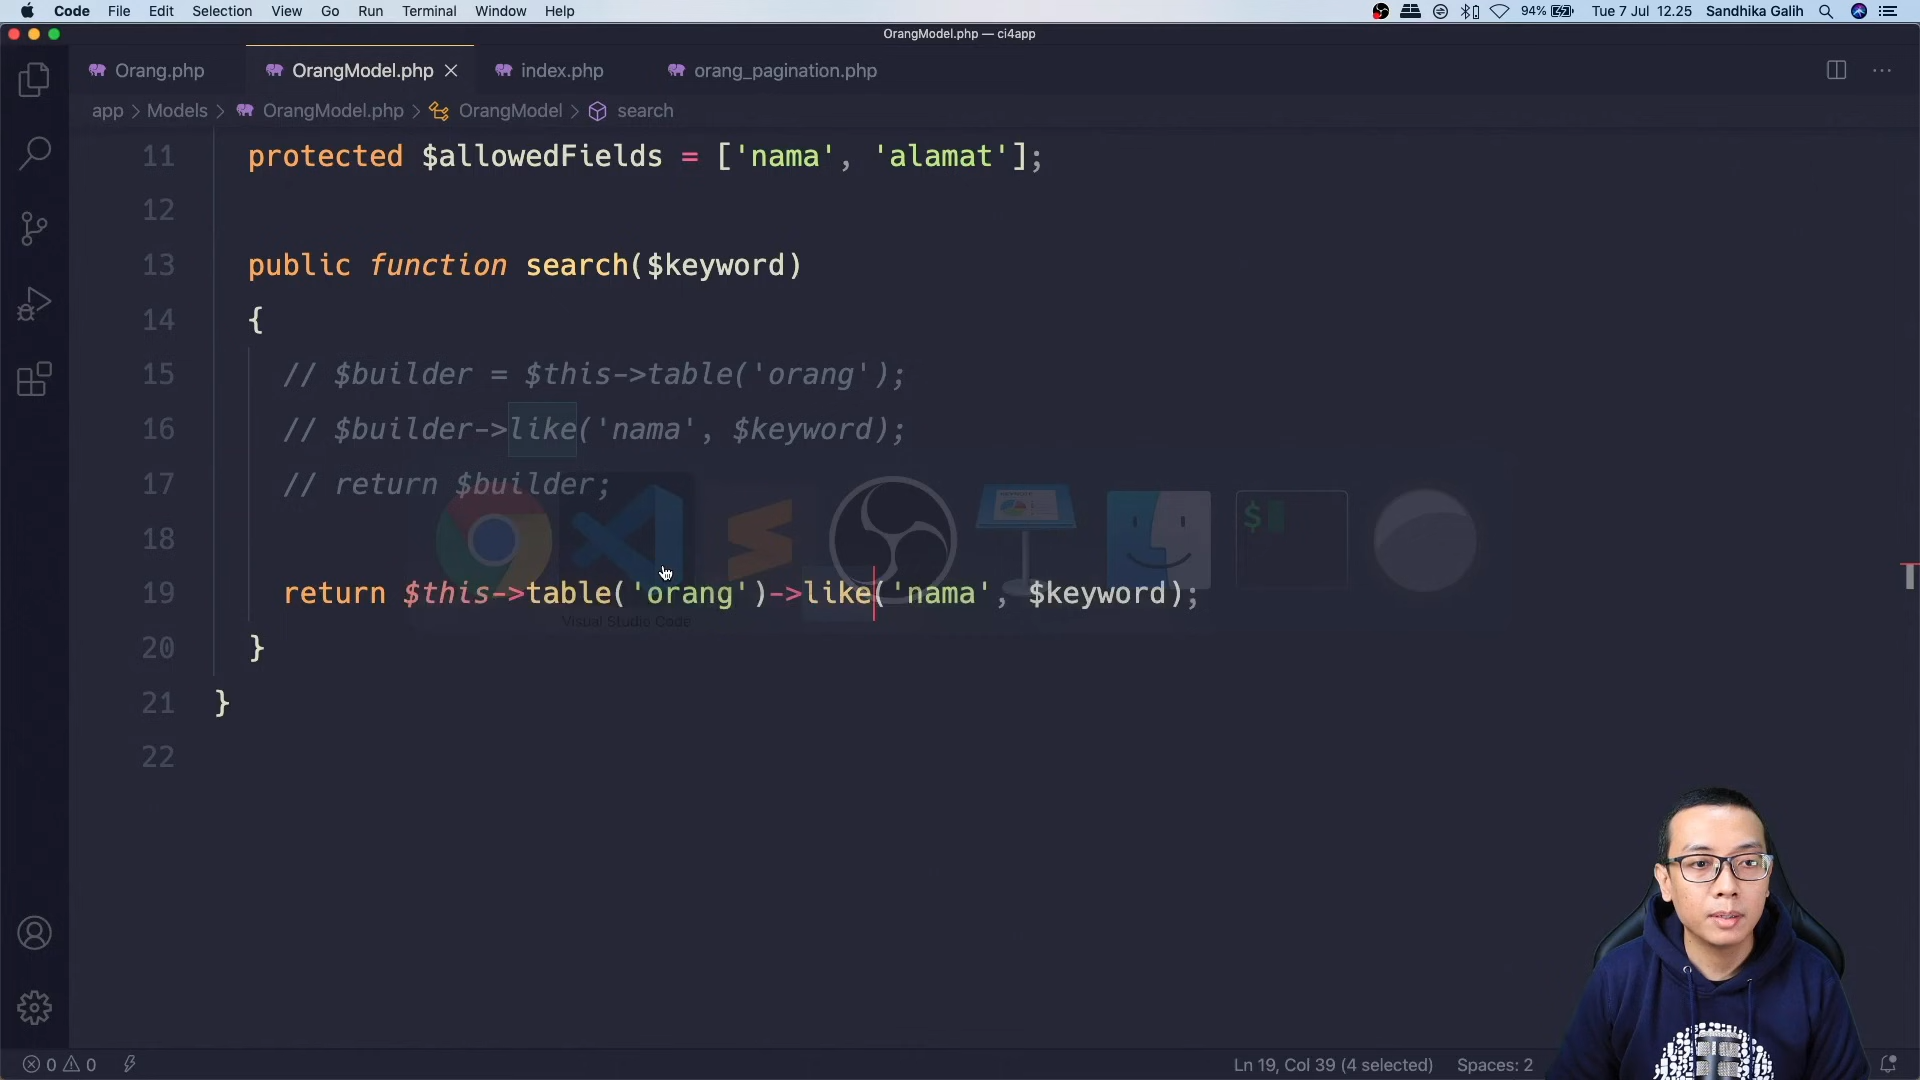 Code File Edit Selection View Go Run Terminal Window Help 94% Tue 7 Jul 12.25 Sandhika Galih
OrangModel.php — ci4app
Orang.php OrangModel.php index.php orang_pagination.php
app > Models > OrangModel.php > OrangModel > search
11 protected $allowedFields = ['nama', 'alamat'];
12
13 public function search($keyword)
14 {
15 // $builder = $this->table('orang');
16 // $builder->like('nama', $keyword);
17 // return $builder;
18
19 return $this->table('orang')->like('nama', $keyword);
Visual Studio Code
20 }
21 }
22
0 0 Ln 19, Col 39 (4 selected) Spaces: 2